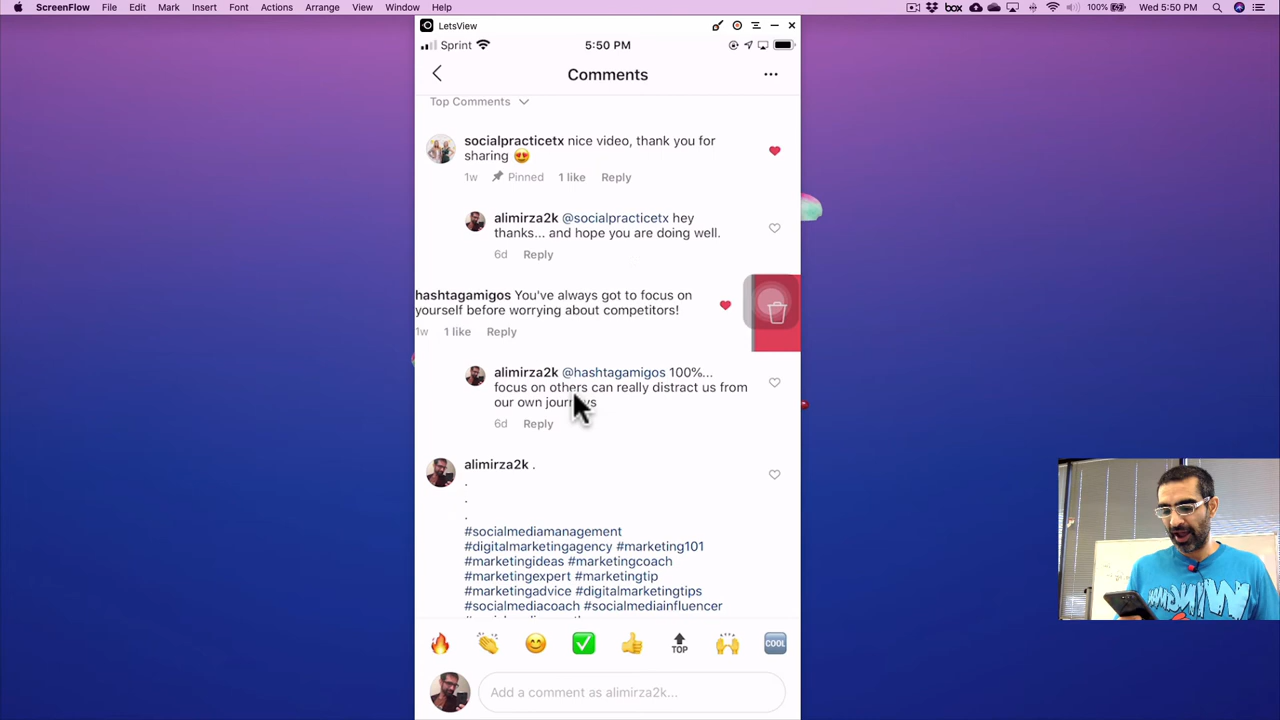 ScreenFlow File Edit Mark Insert Font Actions Arrange View Window Help
box 100% Wed 5:50 PM
LetsView
Sprint 5:50 PM
Comments
Top Comments
socialpracticetx nice video, thank you for
sharing 😍
1w Pinned 1 like Reply
alimirza2k @socialpracticetx hey
thanks... and hope you are doing well.
6d Reply
hashtagamigos You've always got to focus on
yourself before worrying about competitors!
1w 1 like Reply
alimirza2k @hashtagamigos 100%...
focus on others can really distract us from
our own journeys
6d Reply
alimirza2k .
.
.
.
#socialmediamanagement
#digitalmarketingagency #marketing101
#marketingideas #marketingcoach
#marketingexpert #marketingtip
#marketingadvice #digitalmarketingtips
#socialmediacoach #socialmediainfluencer
TOP COOL
Add a comment as alimirza2k...